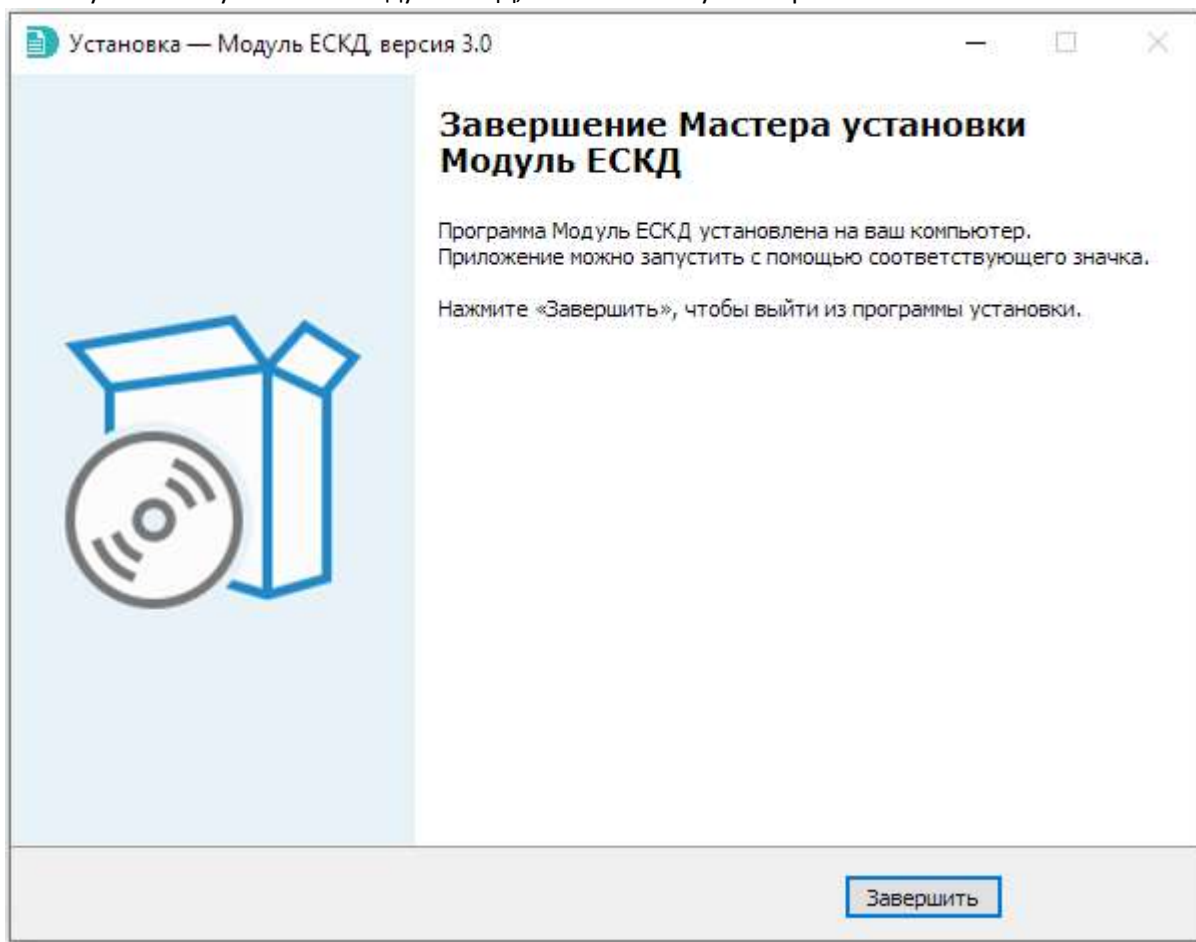 Установка — Модуль ЕСКД, версия 3.0
Завершение Мастера установки
Модуль ЕСКД
Программа Модуль ЕСКД установлена на ваш компьютер.
Приложение можно запустить с помощью соответствующего значка.
Нажмите «Завершить», чтобы выйти из программы установки.
Завершить